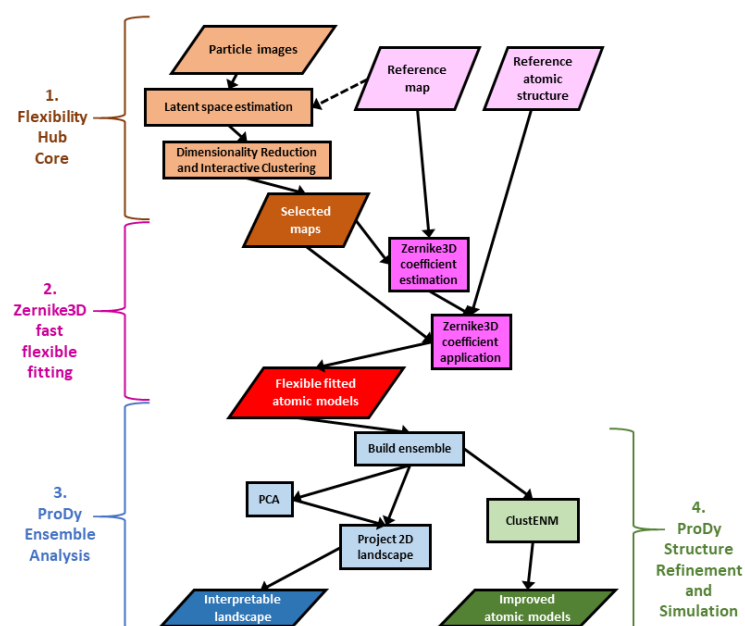 1.
Flexibility
Hub
Core
Particle images
Reference
map
Reference
atomic
structure
Latent space estimation
Dimensionality Reduction
and Interactive Clustering
Selected
maps
2.
Zernike3D
fast
flexible
fitting
Zernike3D
coefficient
estimation
Zernike3D
coefficient
application
Flexible fitted
atomic models
3.
ProDy
Ensemble
Analysis
Build ensemble
PCA
Project 2D
landscape
Interpretable
landscape
ClustENM
Improved
atomic models
4.
ProDy
Structure
Refinement
and
Simulation